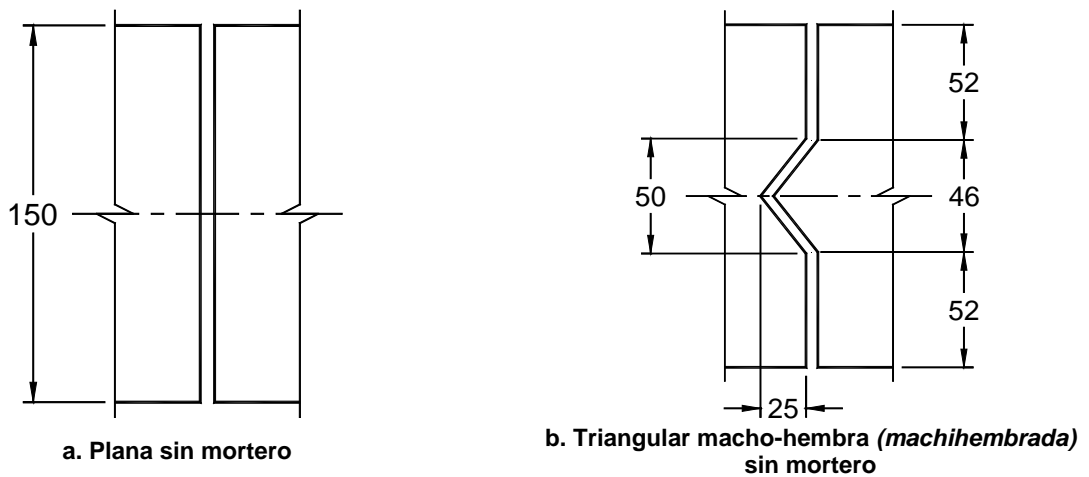 150
a. Plana sin mortero
52
50
46
52
25
b. Triangular macho-hembra (machihembrada)
sin mortero